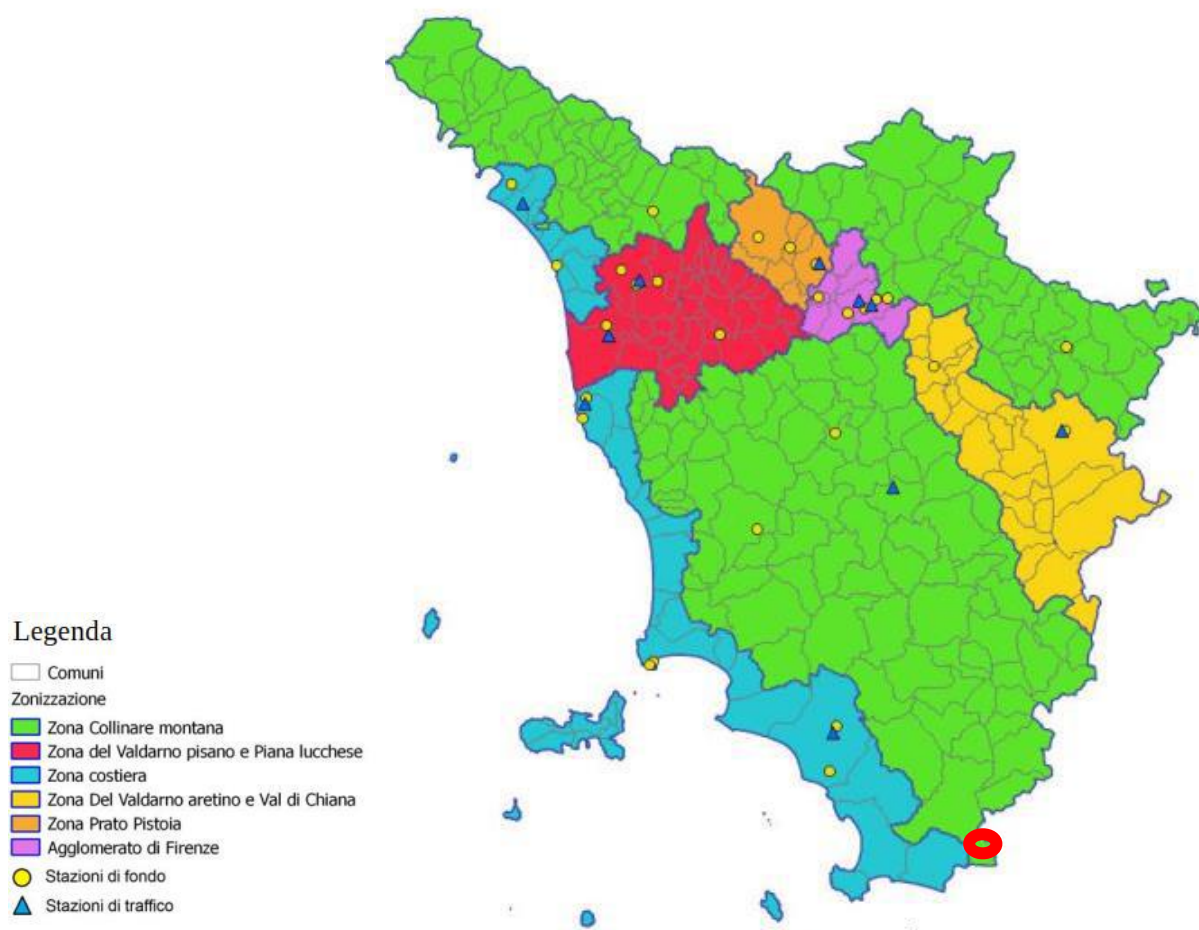 Legenda
Comuni
Zonizzazione
Zona Collinare montana
Zona del Valdarno pisano e Piana lucchese
Zona costiera
Zona Del Valdarno aretino e Val di Chiana
Zona Prato Pistoia
Agglomerato di Firenze
Stazioni di fondo
Stazioni di traffico